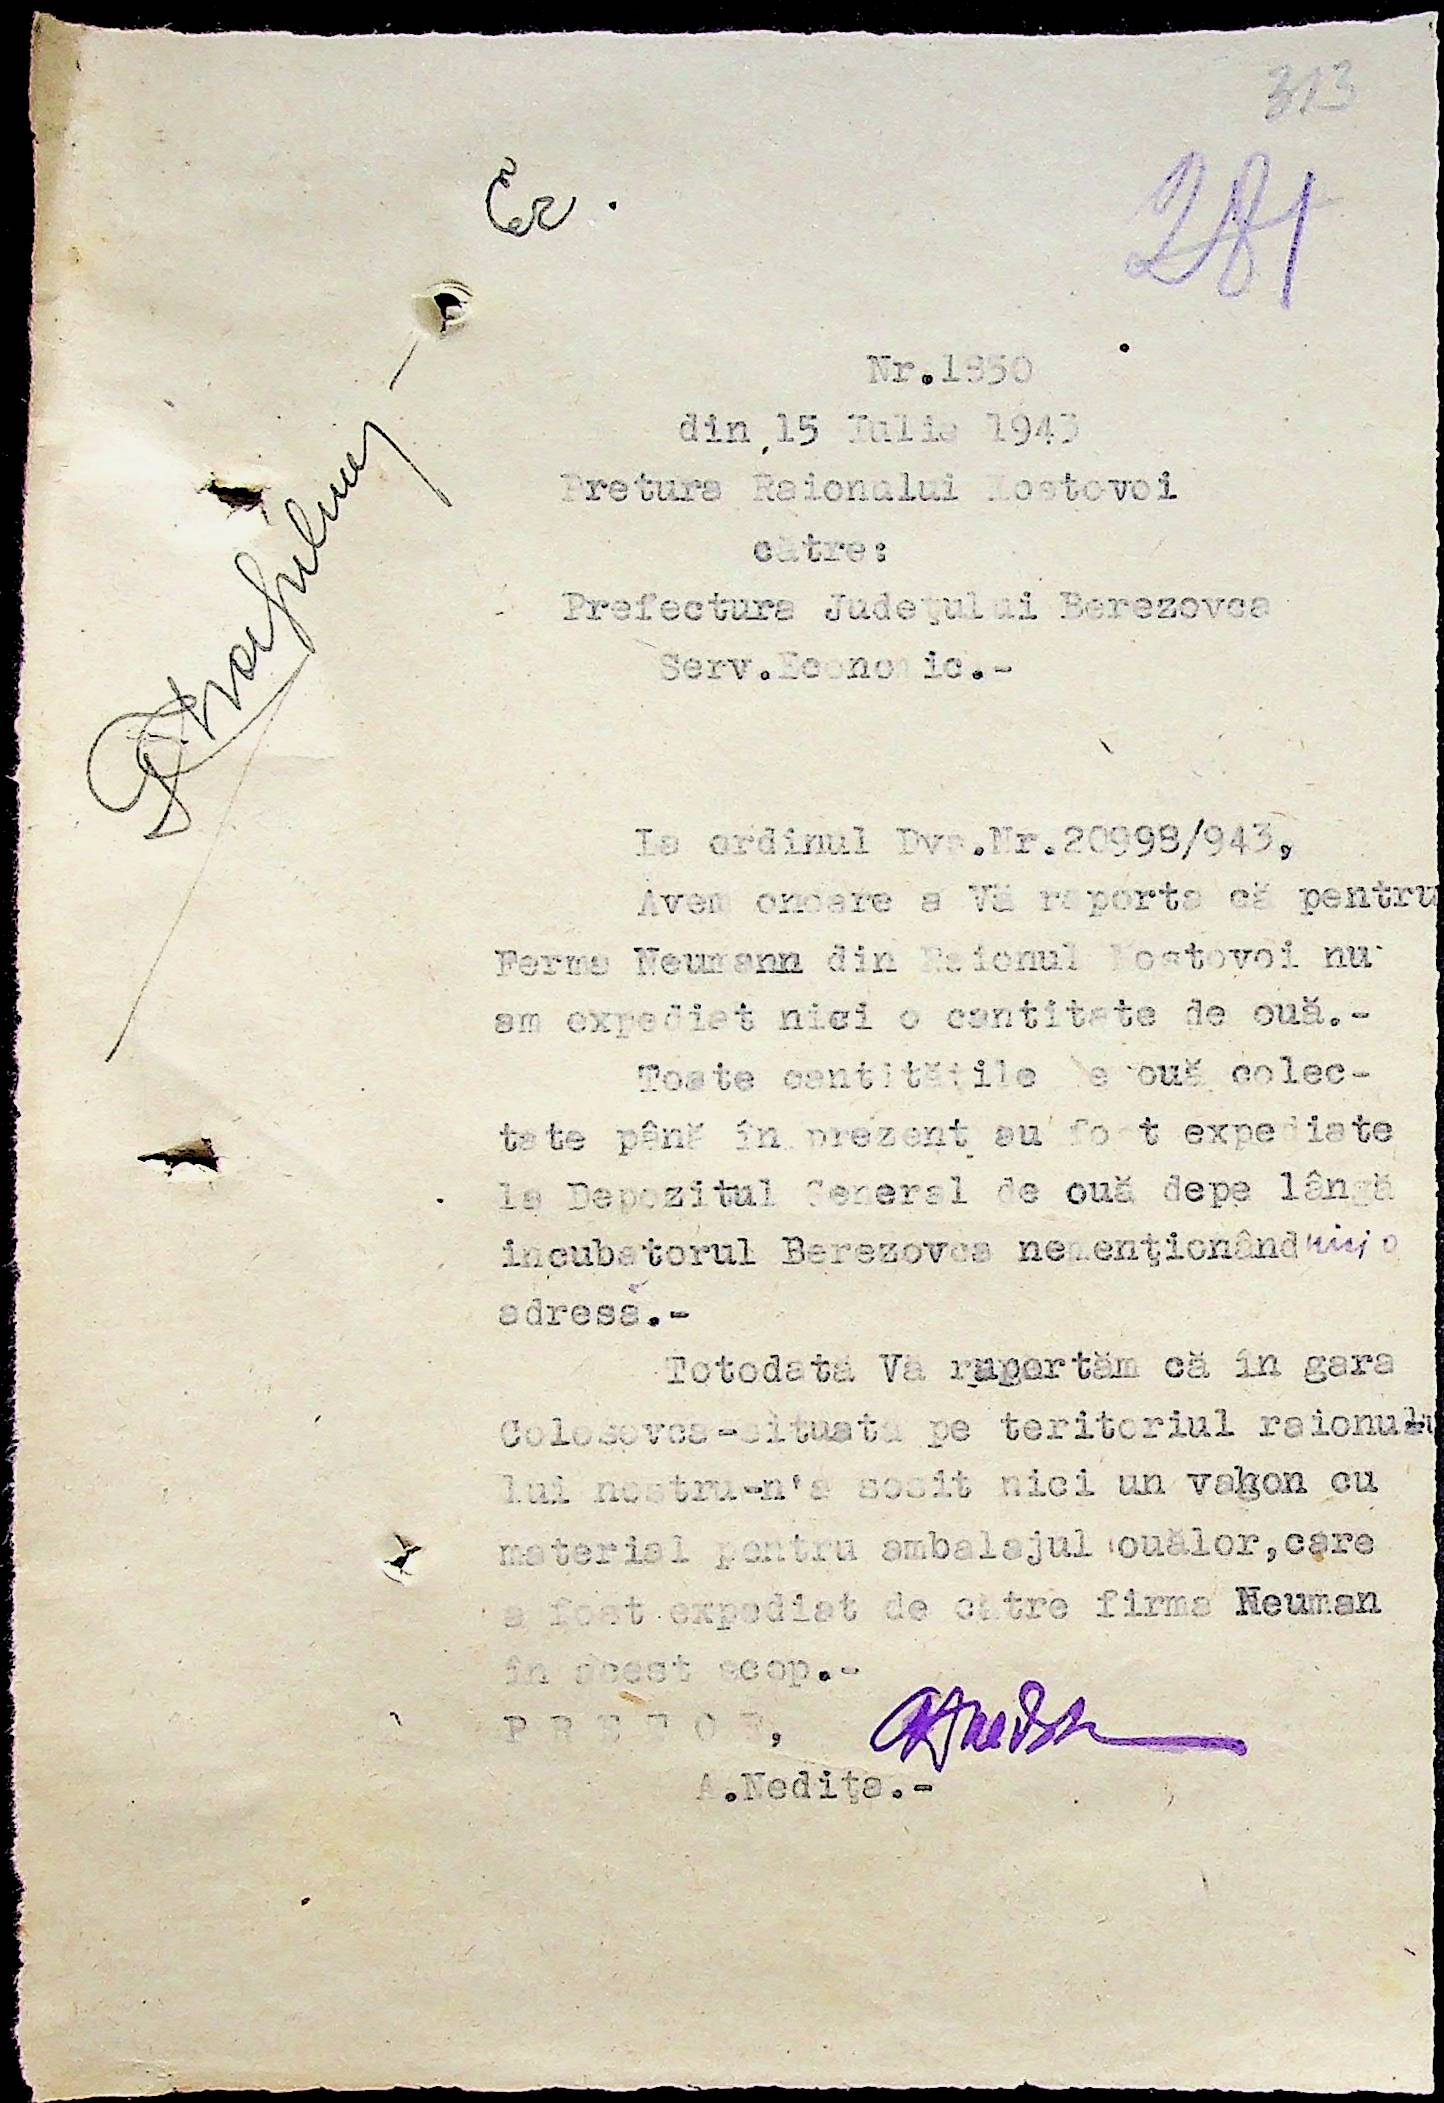 313
281
Ec.
Nr.1850
din 15 Iulie 1943
Pretura Raionului Mostovoi
către:
Prefectura Judeţului Berezovca
Serv.Economic.-
La ordinul Dvs.Nr.20998/943,
Avem onoare a Vă raporta că pentru
Ferma Neumann din Raionul Mostovoi nu
am expediat nici o cantitate de ouă.-
Toate cantităţile de ouă colec-
tate până în prezent au fost expediate
la Depozitul General de ouă depe lângă
incubatorul Berezovca nemenţionând nici o
adresă.-
Totodată Vă raportăm că în gara
Colosovca-situata pe teritoriul raionulu
lui nostru-n'a sosit nici un vagon cu
material pentru ambalajul ouălor,care
a fost expediat de către firma Neuman
în acest scop.-
P R E T O R,
A.Nediţa.-